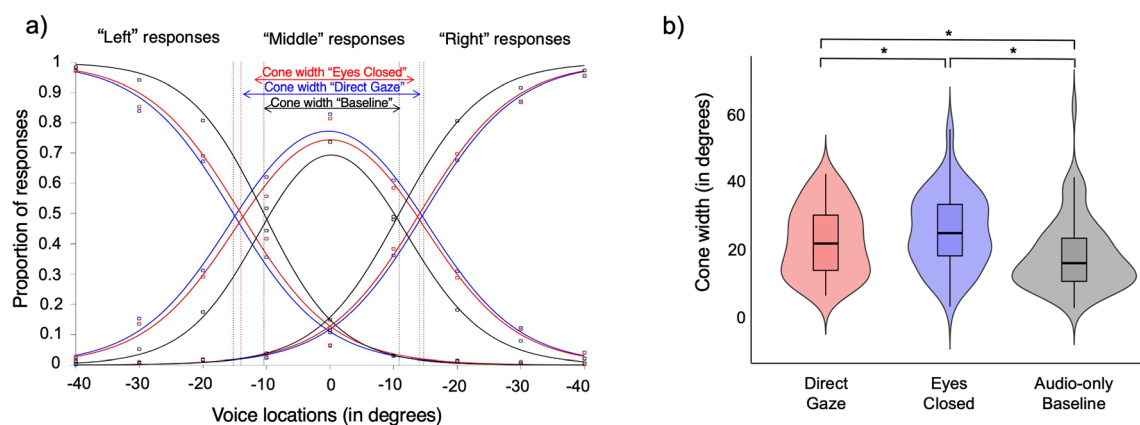 a)
"Left" responses
"Middle" responses
"Right" responses
1
0.9
0.8
0.7
0.6
0.5
0.4
0.3
0.2
0.1
0
Proportion of responses
Cone width "Eyes Closed"
Cone width "Direct Gaze"
Cone width "Baseline"
-40
-30
-20
-10
0
-10
-20
-30
-40
Voice locations (in degrees)
b)
*
*
*
Cone width (in degrees)
60
40
20
0
Direct
Gaze
Eyes
Closed
Audio-only
Baseline